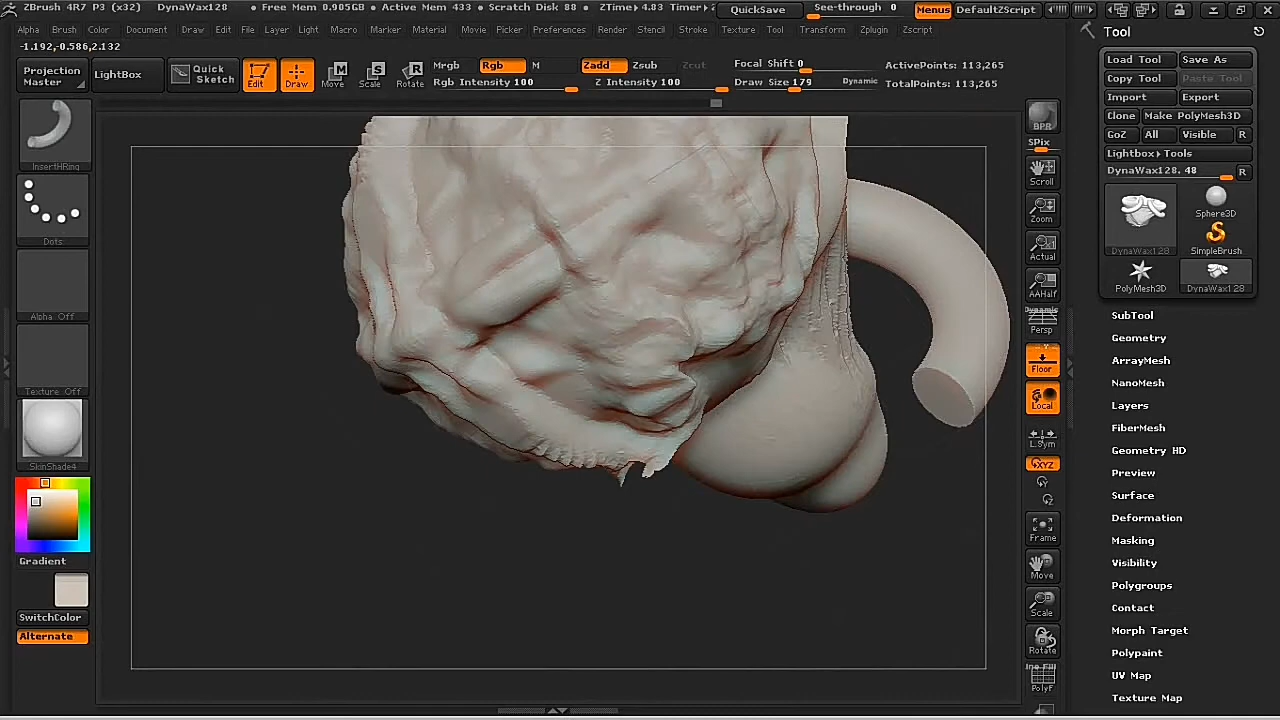 ZBrush 4R7 P3 (x32) DynaWax128 • Free Mem 0.905GB • Active Mem 433 • Scratch Disk 88 • ZTime▸ 4.83 Timer▸ QuickSave See-through 0 Menus DefaultZScript
Alpha Brush Color Document Draw Edit File Layer Light Macro Marker Material Movie Picker Preferences Render Stencil Stroke Texture Tool Transform Zplugin Zscript
-1.192,-0.586,2.132
Projection Master
LightBox
Quick Sketch
Edit
Draw
Move
Scale
Rotate
Mrgb Rgb M
Rgb Intensity 100
Zadd Zsub Zcut
Z Intensity 100
Focal Shift 0
Draw Size 179 Dynamic
ActivePoints: 113,265
TotalPoints: 113,265
InsertHRing
Dots
Alpha Off
Texture Off
SkinShade4
Gradient
SwitchColor
Alternate
BPR
SPix
Scroll
Zoom
Actual
AAHalf
Dynamic
Persp
Floor
Local
L.Sym
XYZ
Y
Z
Frame
Move
Scale
Rotate
Line Fill
PolyF
Tool
Load Tool Save As
Copy Tool Paste Tool
Import Export
Clone Make PolyMesh3D
GoZ All Visible R
Lightbox▸ Tools
DynaWax128. 48 R
DynaWax128
Sphere3D
SimpleBrush
PolyMesh3D
DynaWax128
SubTool
Geometry
ArrayMesh
NanoMesh
Layers
FiberMesh
Geometry HD
Preview
Surface
Deformation
Masking
Visibility
Polygroups
Contact
Morph Target
Polypaint
UV Map
Texture Map